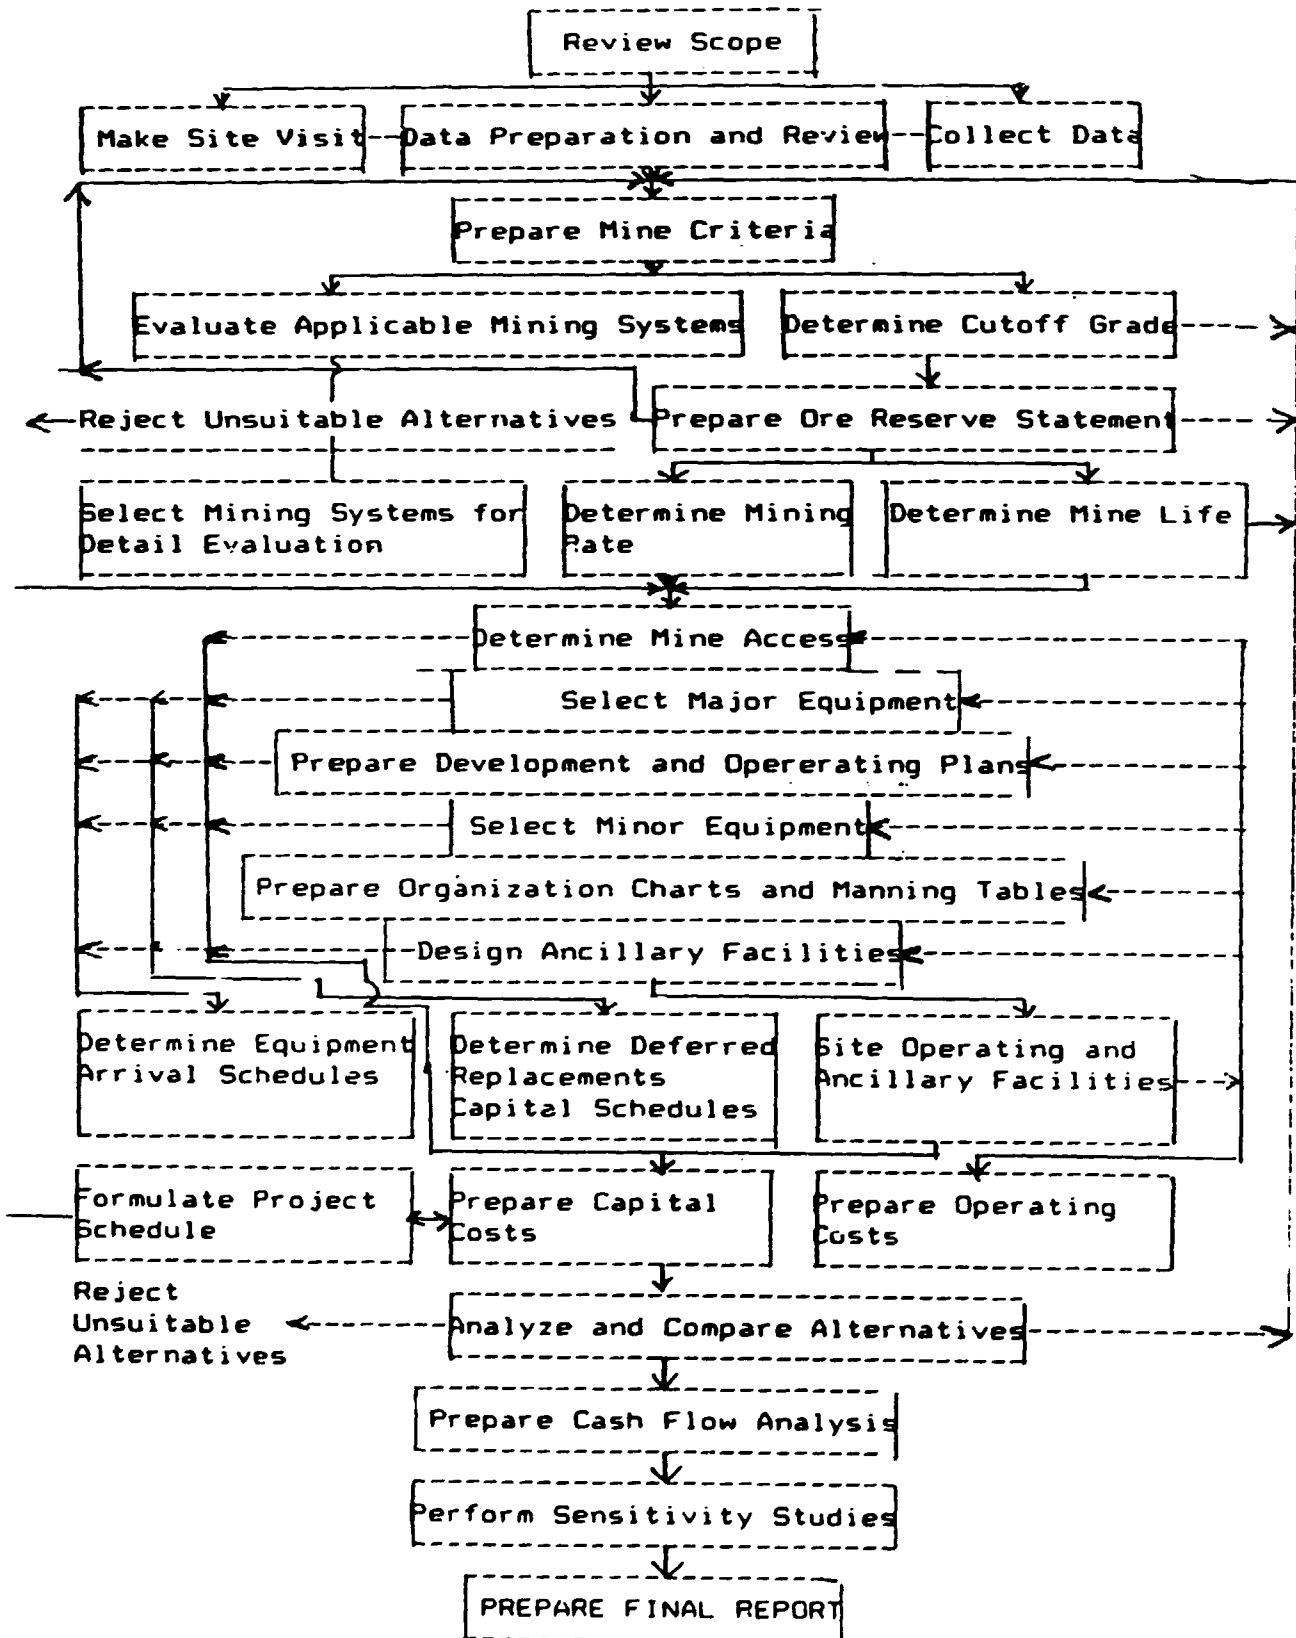 Review Scope
Make Site Visit
Data Preparation and Review
Collect Data
Prepare Mine Criteria
Evaluate Applicable Mining Systems
Determine Cutoff Grade
Reject Unsuitable Alternatives
Prepare Ore Reserve Statement
Select Mining Systems for
Detail Evaluation
Determine Mining
Rate
Determine Mine Life
Determine Mine Access
Select Major Equipment
Prepare Development and Opererating Plans
Select Minor Equipment
Prepare Organization Charts and Manning Tables
Design Ancillary Facilities
Determine Equipment
Arrival Schedules
Determine Deferred
Replacements
Capital Schedules
Site Operating and
Ancillary Facilities
Formulate Project
Schedule
Prepare Capital
Costs
Prepare Operating
Costs
Reject
Unsuitable
Alternatives
Analyze and Compare Alternatives
Prepare Cash Flow Analysis
Perform Sensitivity Studies
PREPARE FINAL REPORT